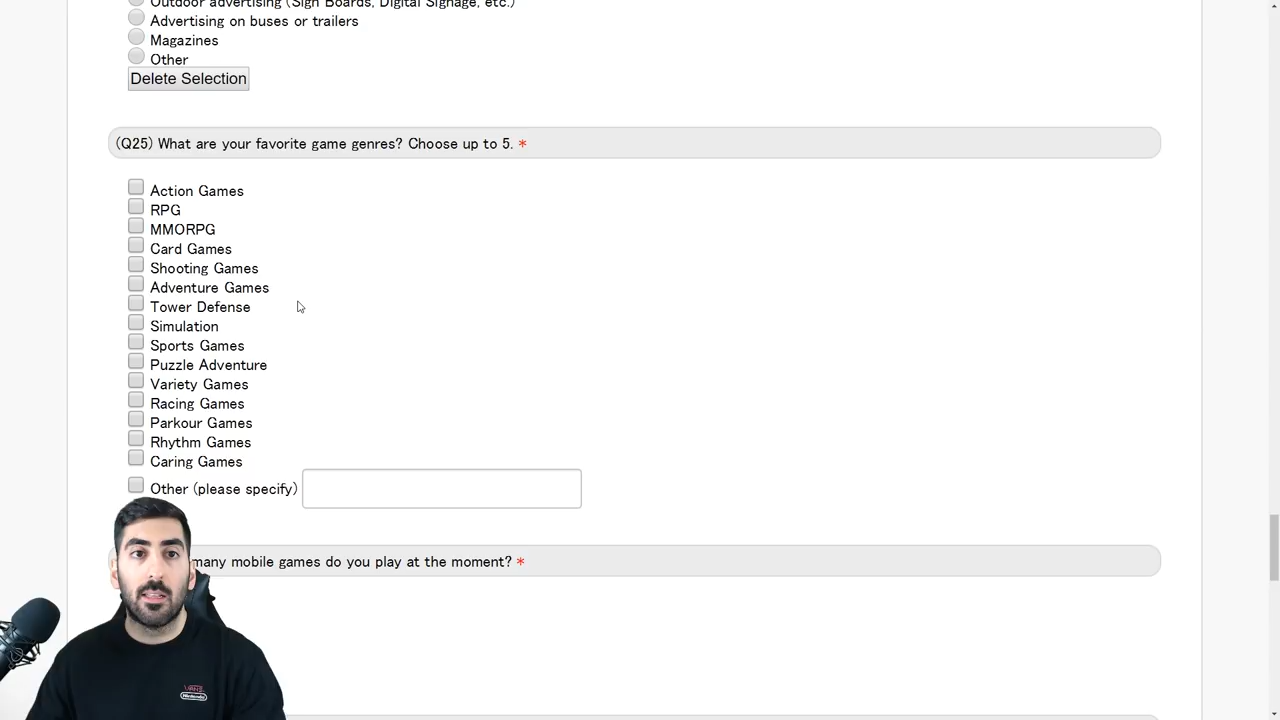 Outdoor advertising (Sign Boards, Digital Signage, etc.)
Advertising on buses or trailers
Magazines
Other
Delete Selection
(Q25) What are your favorite game genres? Choose up to 5. *
Action Games
RPG
MMORPG
Card Games
Shooting Games
Adventure Games
Tower Defense
Simulation
Sports Games
Puzzle Adventure
Variety Games
Racing Games
Parkour Games
Rhythm Games
Caring Games
Other (please specify)
many mobile games do you play at the moment? *
VANS
Nintendo